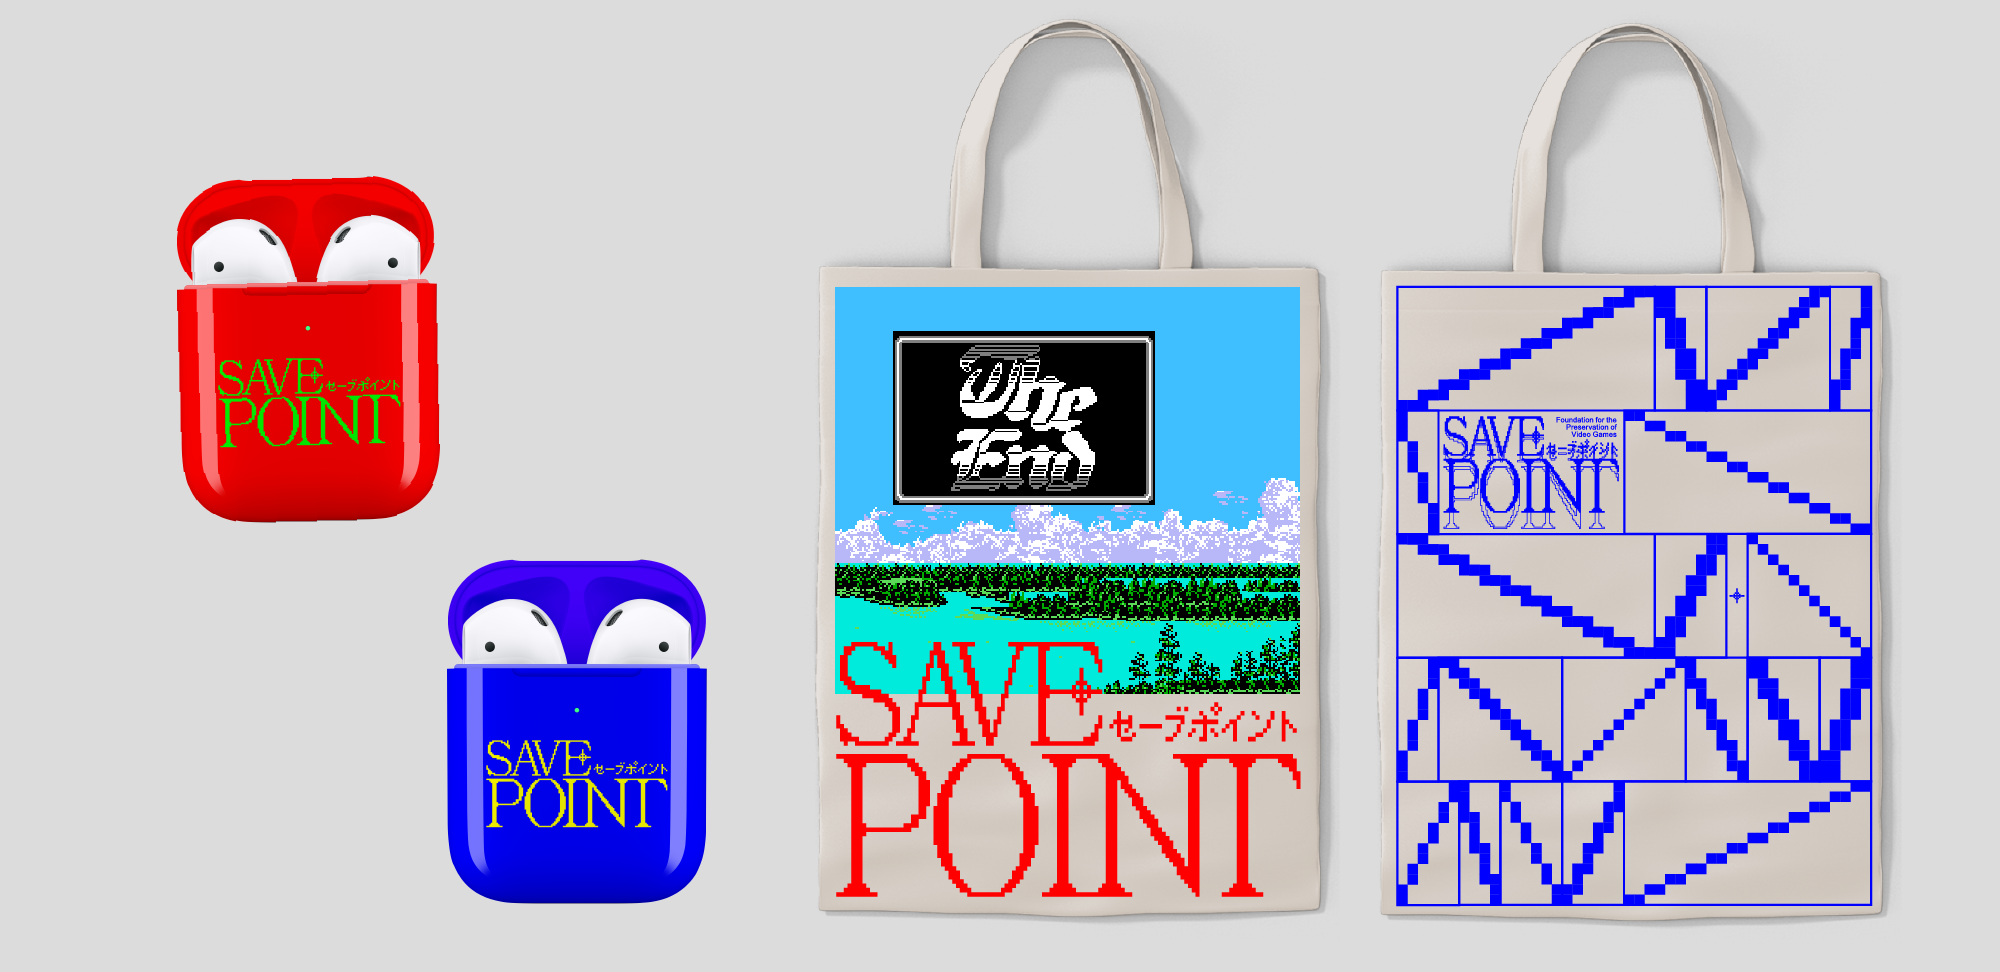 SAVE
セーブポイント
POINT
SAVE
セーブポイント
POINT
The
End
SAVE
セーブポイント
POINT
SAVE
Foundation for the
Preservation of
Video Games
セーブポイント
POINT